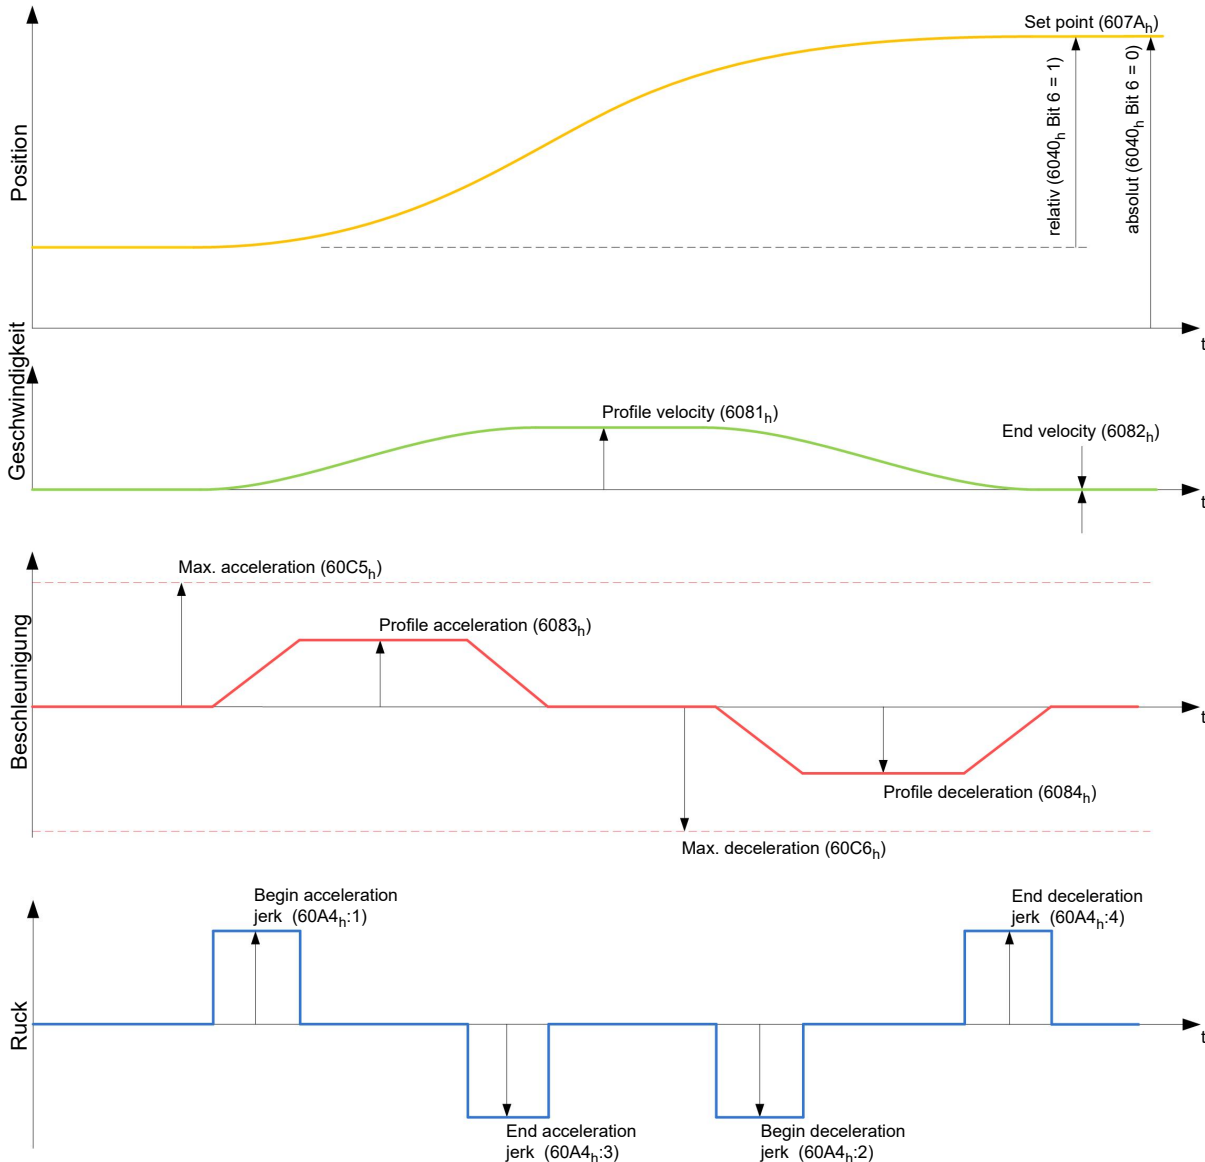 Set point (607Ah)
Position
relativ (6040h Bit 6 = 1)
absolut (6040h Bit 6 = 0)
t
Geschwindigkeit
Profile velocity (6081h)
End velocity (6082h)
t
Beschleunigung
Max. acceleration (60C5h)
Profile acceleration (6083h)
t
Profile deceleration (6084h)
Max. deceleration (60C6h)
Ruck
Begin acceleration
jerk (60A4h:1)
End deceleration
jerk (60A4h:4)
t
End acceleration
jerk (60A4h:3)
Begin deceleration
jerk (60A4h:2)